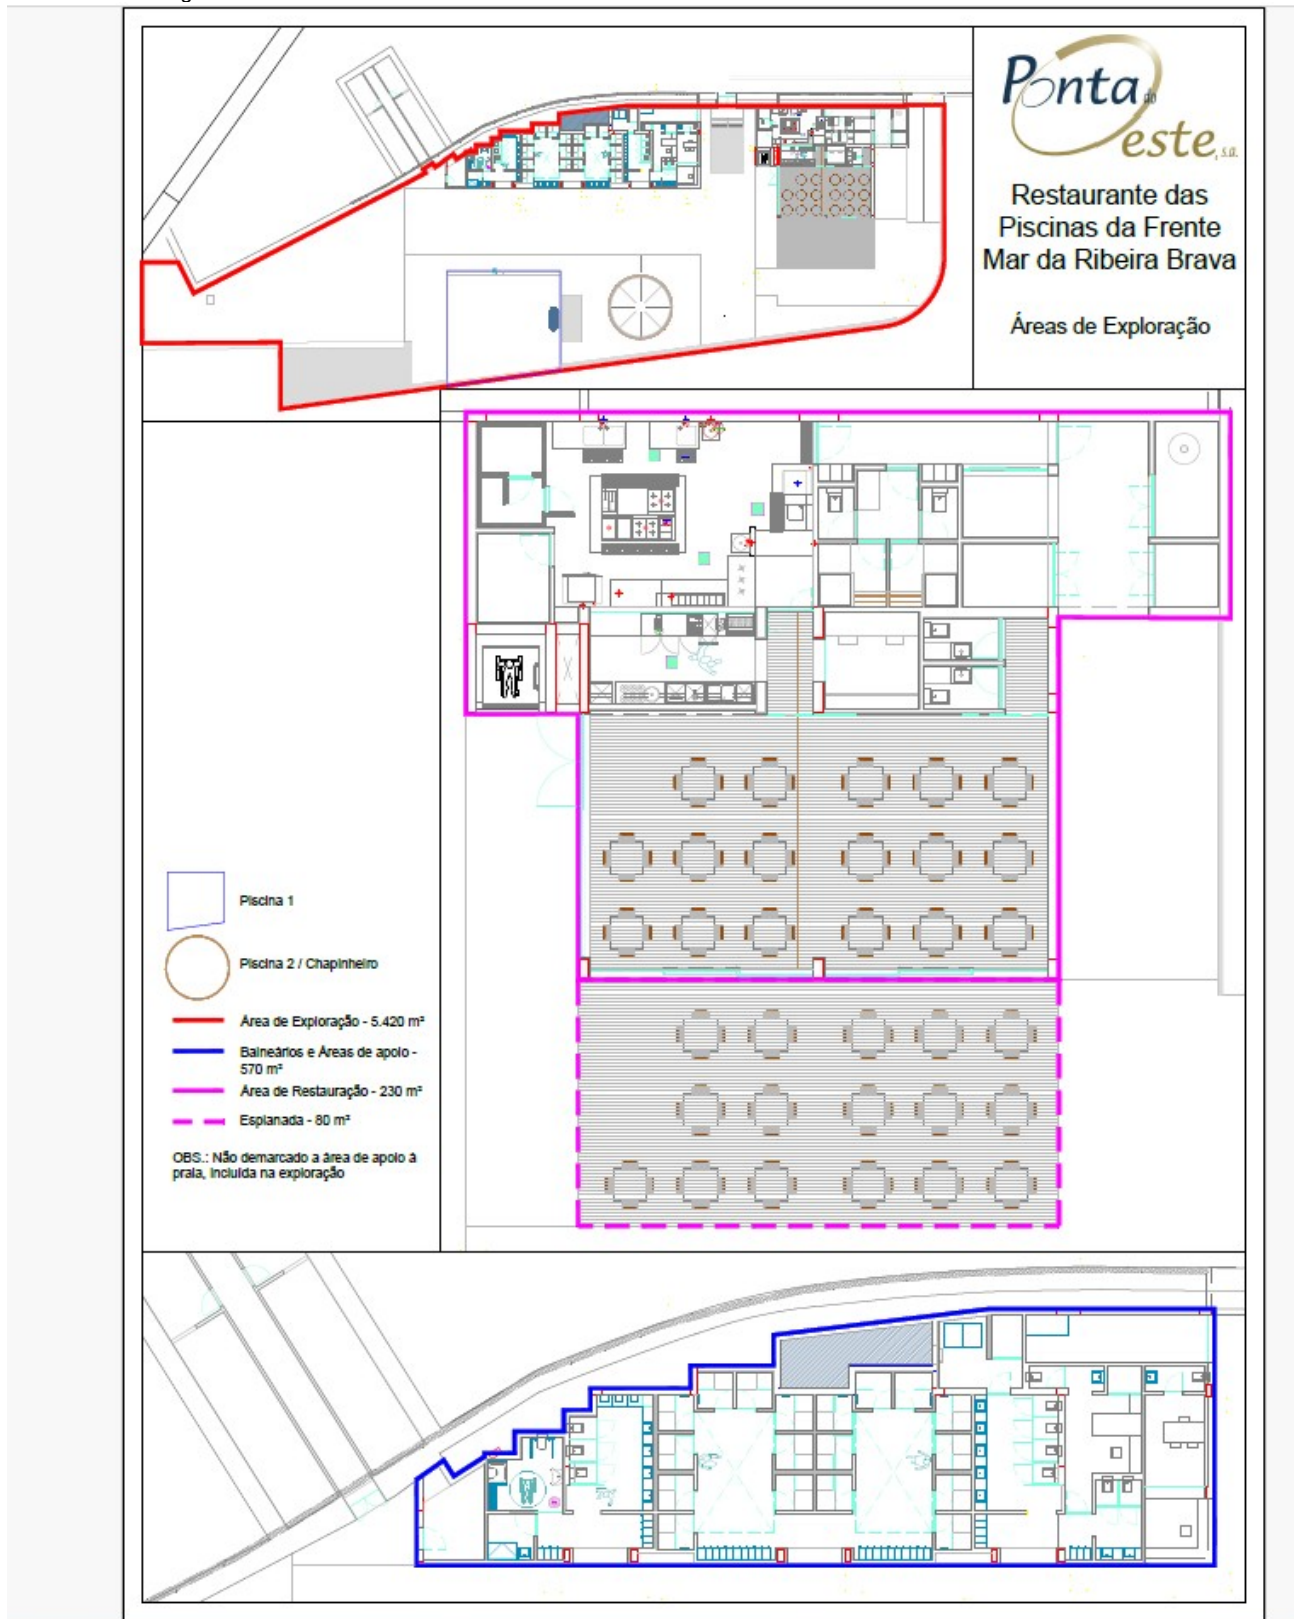 Ponta do Oeste, s.a.
Restaurante das
Piscinas da Frente
Mar da Ribeira Brava
Áreas de Exploração
Piscina 1
Piscina 2 / Chapinheiro
Área de Exploração - 5.420 m²
Balneários e Áreas de apoio -
570 m²
Área de Restauração - 230 m²
Esplanada - 80 m²
OBS.: Não demarcado a área de apoio à
praia, incluida na exploração